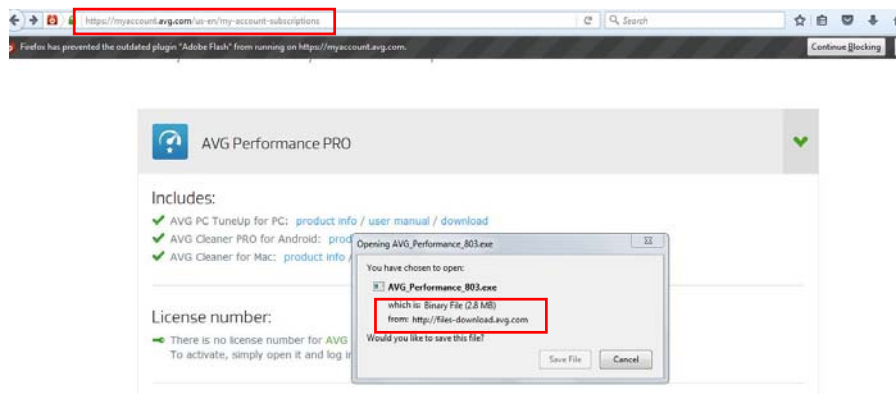 https://myaccount.avg.com/us-en/my-account-subscriptions
Search
Firefox has prevented the outdated plugin "Adobe Flash" from running on https://myaccount.avg.com.
Continue Blocking
AVG Performance PRO
Includes:
AVG PC TuneUp for PC: product info / user manual / download
AVG Cleaner PRO for Android:
AVG Cleaner for Mac: product info /
Opening AVG_Performance_803.exe
You have chosen to open:
AVG_Performance_803.exe
which is: Binary File (2.8 MB)
from: http://files-download.avg.com
Would you like to save this file?
Save File
Cancel
License number:
There is no license number for AVG
To activate, simply open it and log